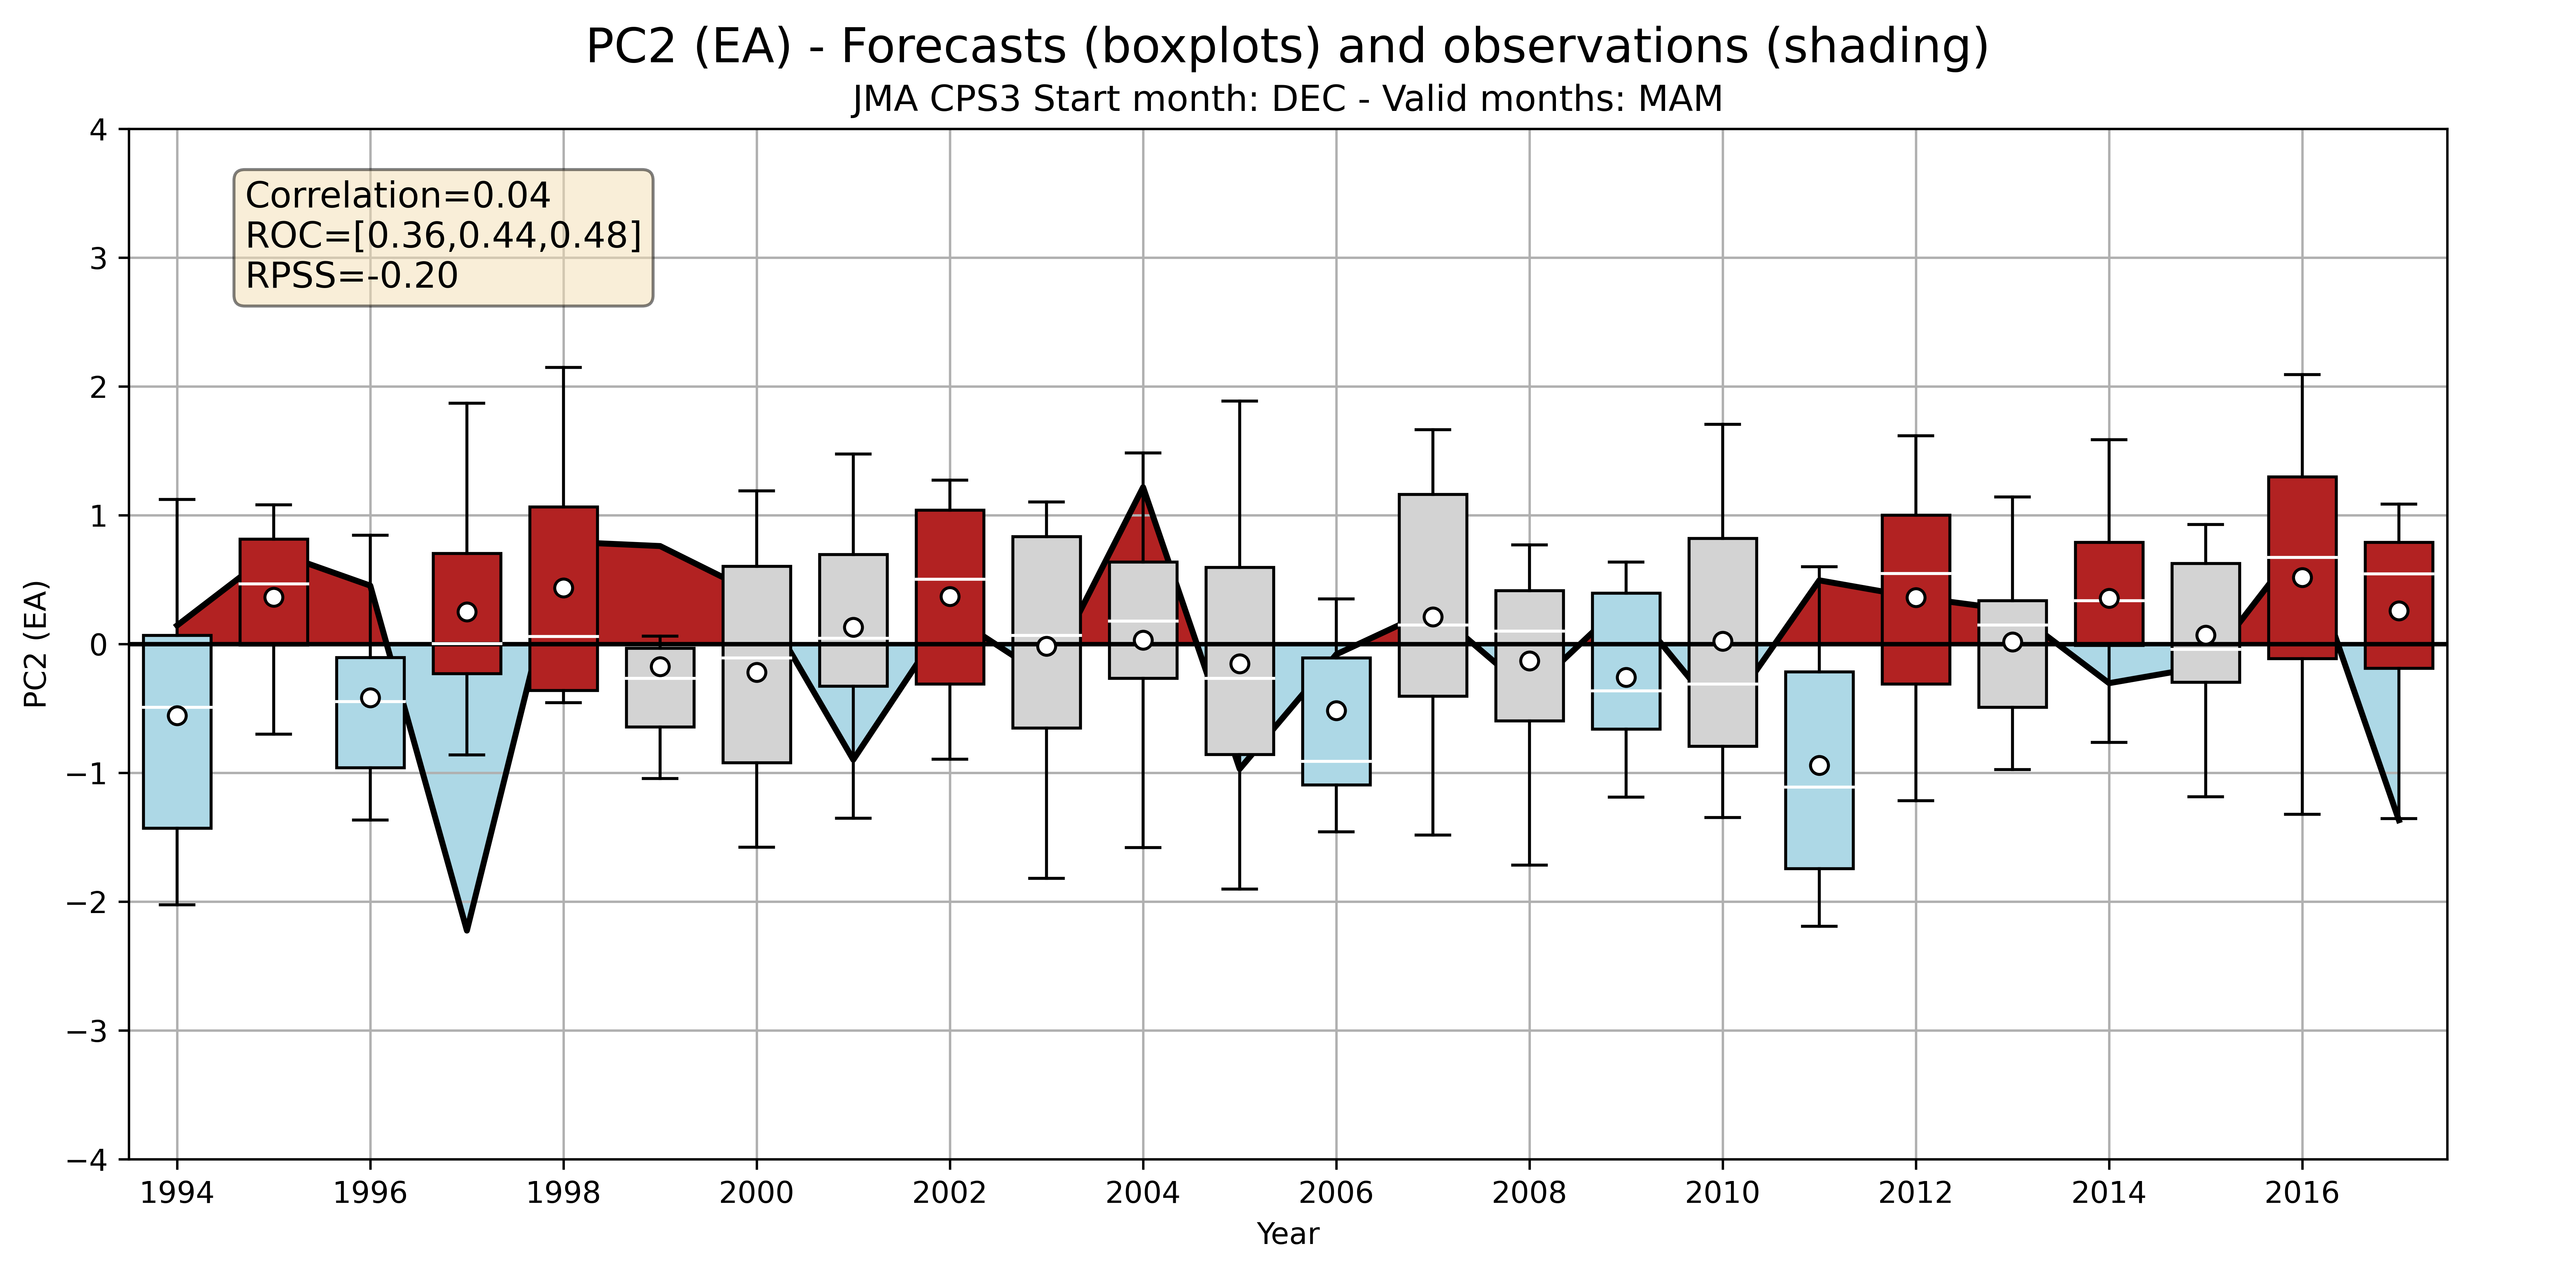 PC2 (EA) - Forecasts (boxplots) and observations (shading)
JMA CPS3 Start month: DEC - Valid months: MAM
Correlation=0.04
ROC=[0.36,0.44,0.48]
RPSS=-0.20
PC2 (EA)
4
3
2
1
0
−1
−2
−3
−4
1994 1996 1998 2000 2002 2004 2006 2008 2010 2012 2014 2016
Year